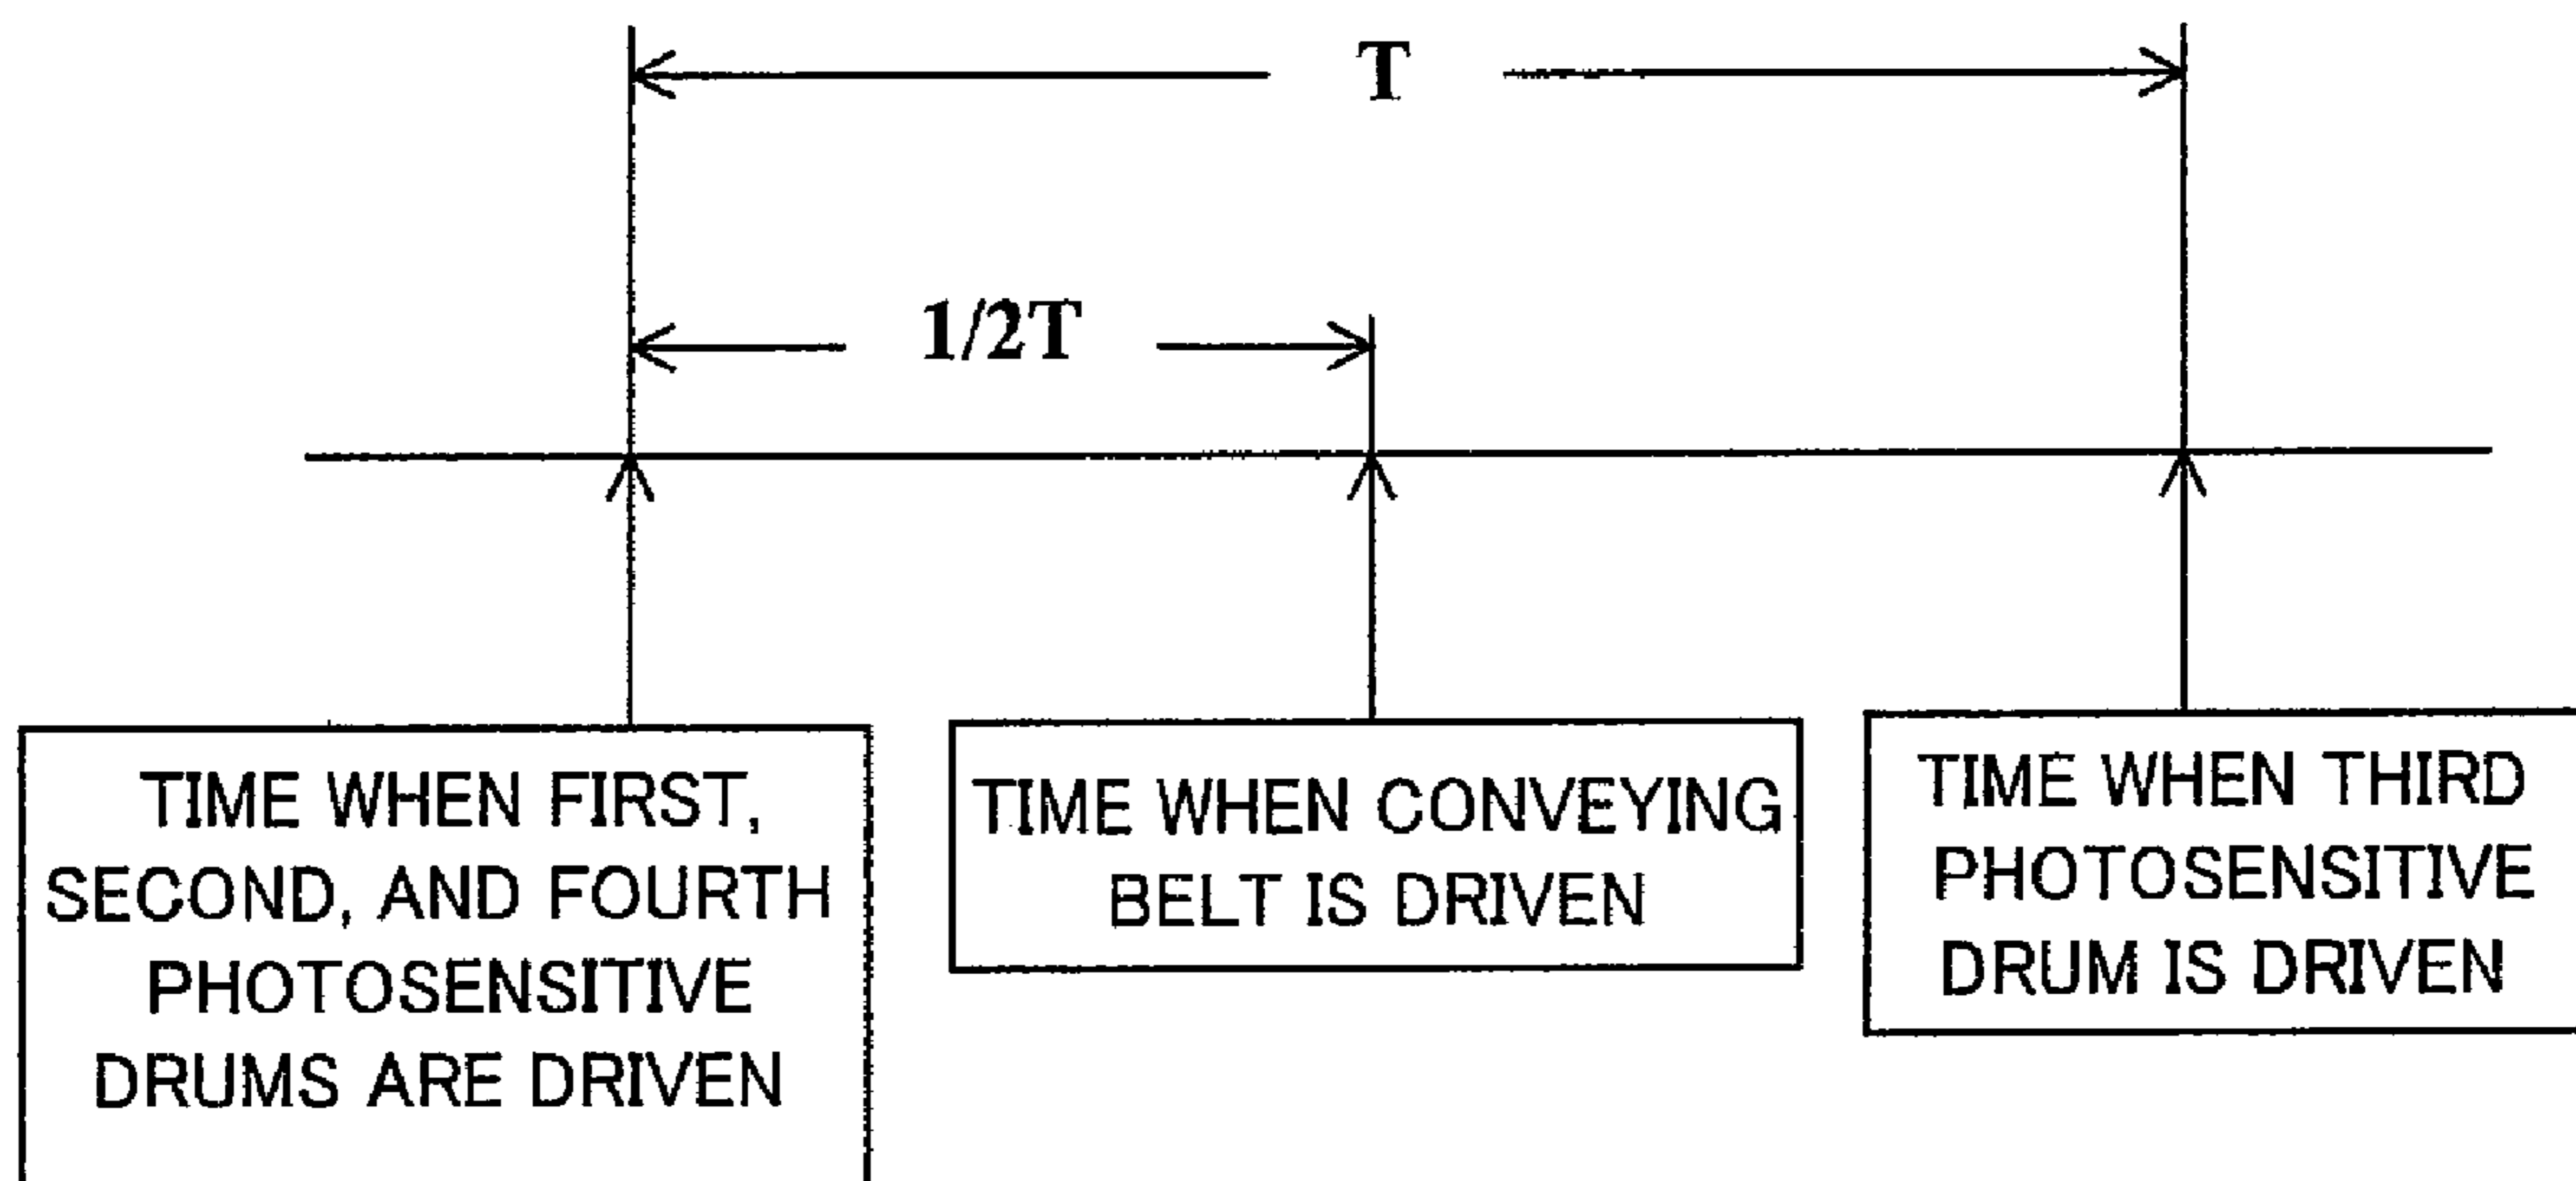 T
1/2T
TIME WHEN FIRST,
SECOND, AND FOURTH
PHOTOSENSITIVE
DRUMS ARE DRIVEN
TIME WHEN CONVEYING
BELT IS DRIVEN
TIME WHEN THIRD
PHOTOSENSITIVE
DRUM IS DRIVEN